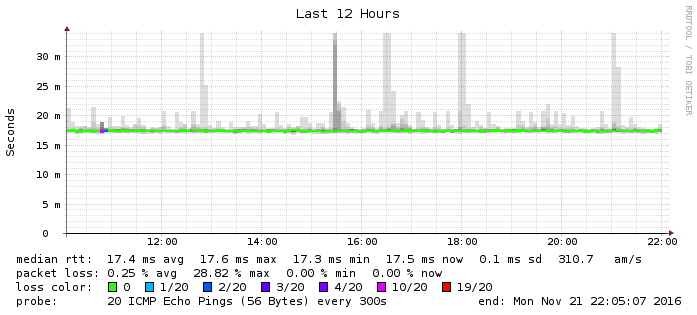 Last 12 Hours
RRDTOOL / TOBI OETIKER
Seconds
30 m
25 m
20 m
15 m
10 m
5 m
0
12:00 14:00 16:00 18:00 20:00 22:00
median rtt: 17.4 ms avg 17.6 ms max 17.3 ms min 17.5 ms now 0.1 ms sd 310.7 am/s
packet loss: 0.25 % avg 28.82 % max 0.00 % min 0.00 % now
loss color: 0 1/20 2/20 3/20 4/20 10/20 19/20
probe: 20 ICMP Echo Pings (56 Bytes) every 300s end: Mon Nov 21 22:05:07 2016